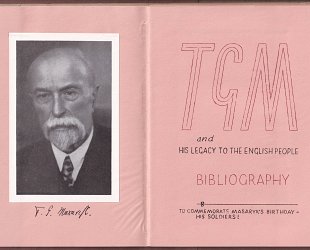 T. G. Masaryk.
TGM
and
HIS LEGACY TO THE ENGLISH PEOPLE
BIBLIOGRAPHY
TO COMMEMORATE MASARYK'S BIRTHDAY -
HIS SOLDIERS!